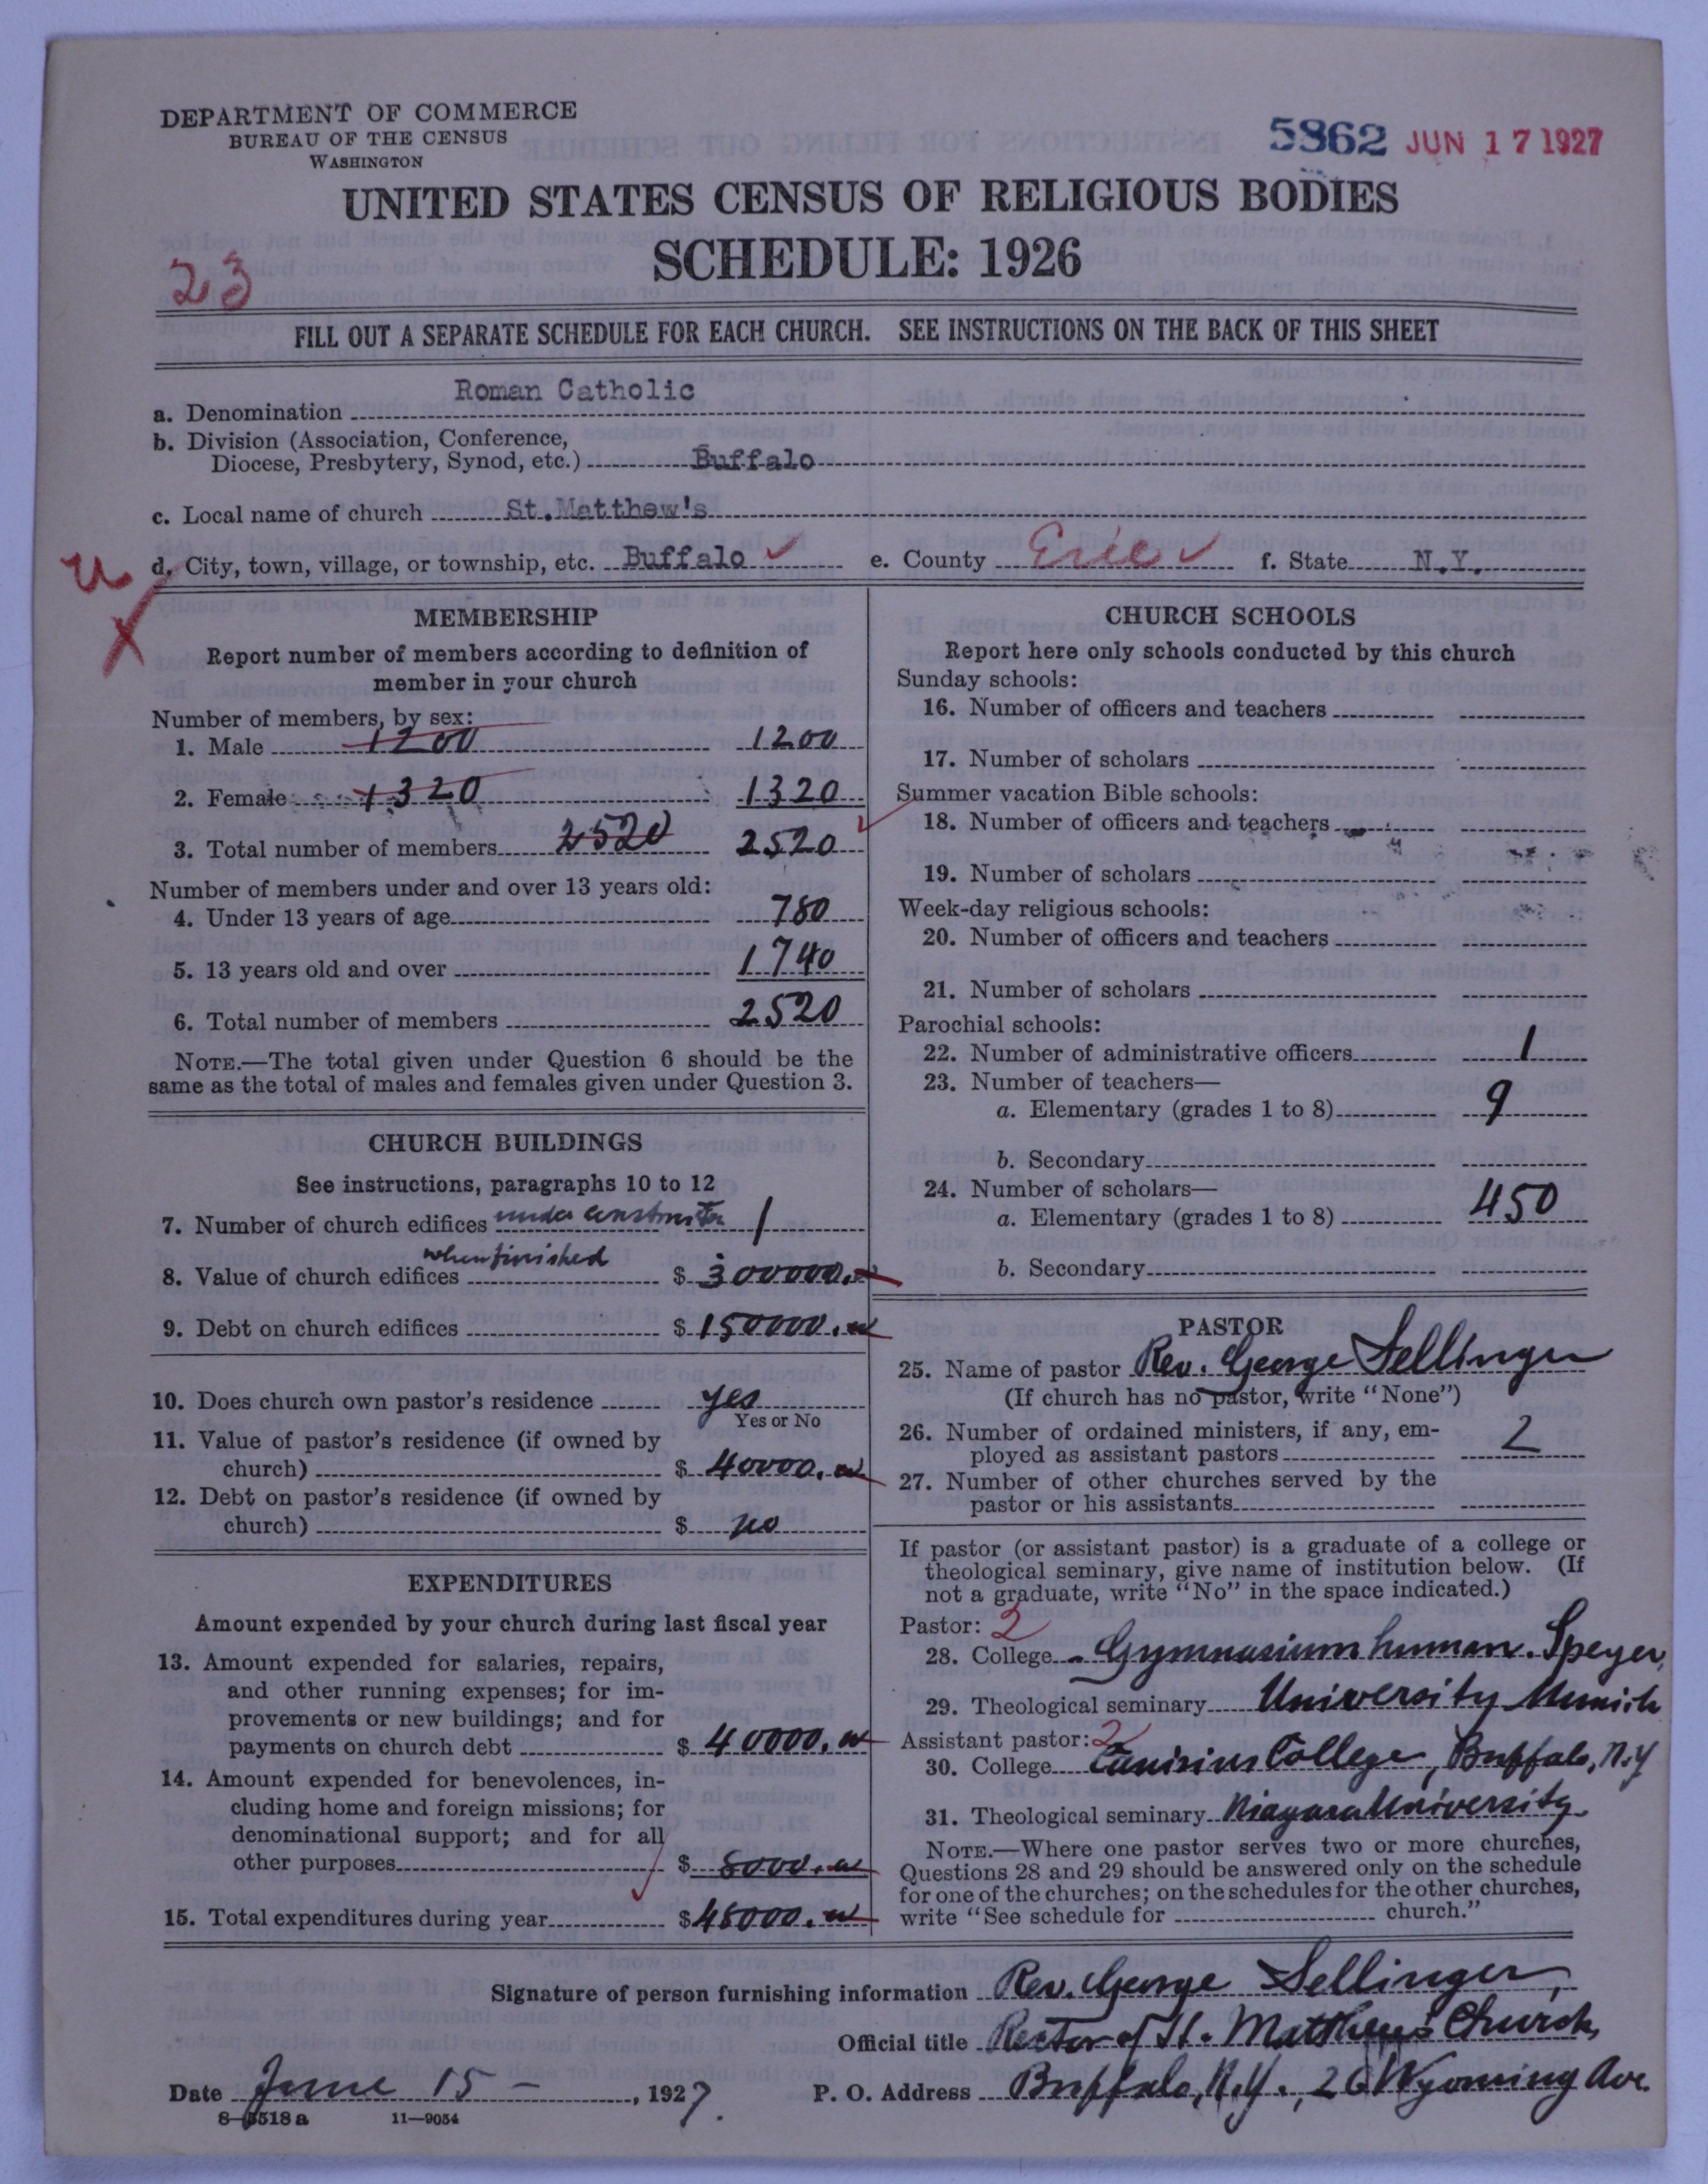 DEPARTMENT OF COMMERCE
BUREAU OF THE CENSUS
WASHINGTON
5862 JUN 17 1927
UNITED STATES CENSUS OF RELIGIOUS BODIES
SCHEDULE: 1926
23
FILL OUT A SEPARATE SCHEDULE FOR EACH CHURCH. SEE INSTRUCTIONS ON THE BACK OF THIS SHEET
a. Denomination Roman Catholic
b. Division (Association, Conference,
Diocese, Presbytery, Synod, etc.) Buffalo
c. Local name of church St.Matthew's
d. City, town, village, or township, etc. Buffalo e. County Erie f. State N.Y.
MEMBERSHIP
Report number of members according to definition of
member in your church
Number of members, by sex:
1. Male 1200 1200
2. Female 1320 1320
3. Total number of members 2520 2520
Number of members under and over 13 years old:
4. Under 13 years of age 780
5. 13 years old and over 1740
6. Total number of members 2520
NOTE.—The total given under Question 6 should be the
same as the total of males and females given under Question 3.
CHURCH BUILDINGS
See instructions, paragraphs 10 to 12
7. Number of church edifices under construction 1
8. Value of church edifices when finished $ 300000.
9. Debt on church edifices $ 150000.
10. Does church own pastor's residence yes
Yes or No
11. Value of pastor's residence (if owned by
church) $ 40000.
12. Debt on pastor's residence (if owned by
church) $ no
EXPENDITURES
Amount expended by your church during last fiscal year
13. Amount expended for salaries, repairs,
and other running expenses; for im-
provements or new buildings; and for
payments on church debt $ 40000.
14. Amount expended for benevolences, in-
cluding home and foreign missions; for
denominational support; and for all
other purposes $ 8000.
15. Total expenditures during year $ 48000.
CHURCH SCHOOLS
Report here only schools conducted by this church
Sunday schools:
16. Number of officers and teachers
17. Number of scholars
Summer vacation Bible schools:
18. Number of officers and teachers
19. Number of scholars
Week-day religious schools:
20. Number of officers and teachers
21. Number of scholars
Parochial schools:
22. Number of administrative officers 1
23. Number of teachers—
a. Elementary (grades 1 to 8) 9
b. Secondary
24. Number of scholars—
a. Elementary (grades 1 to 8) 450
b. Secondary
PASTOR
25. Name of pastor Rev. George Sellinger
(If church has no pastor, write "None")
26. Number of ordained ministers, if any, em-
ployed as assistant pastors 2
27. Number of other churches served by the
pastor or his assistants
If pastor (or assistant pastor) is a graduate of a college or
theological seminary, give name of institution below. (If
not a graduate, write "No" in the space indicated.)
Pastor: 2
28. College Gymnasium human. Speyer,
29. Theological seminary University Munich
Assistant pastor: 2
30. College Canisius College, Buffalo, N.Y
31. Theological seminary Niagara University
NOTE.—Where one pastor serves two or more churches,
Questions 28 and 29 should be answered only on the schedule
for one of the churches; on the schedules for the other churches,
write "See schedule for church."
Signature of person furnishing information Rev. George Sellinger
Official title Rector of St. Matthews Church,
Date June 15 - , 1927. P. O. Address Buffalo, N.Y., 26 Wyoming Ave.
8—5518 a 11—9054